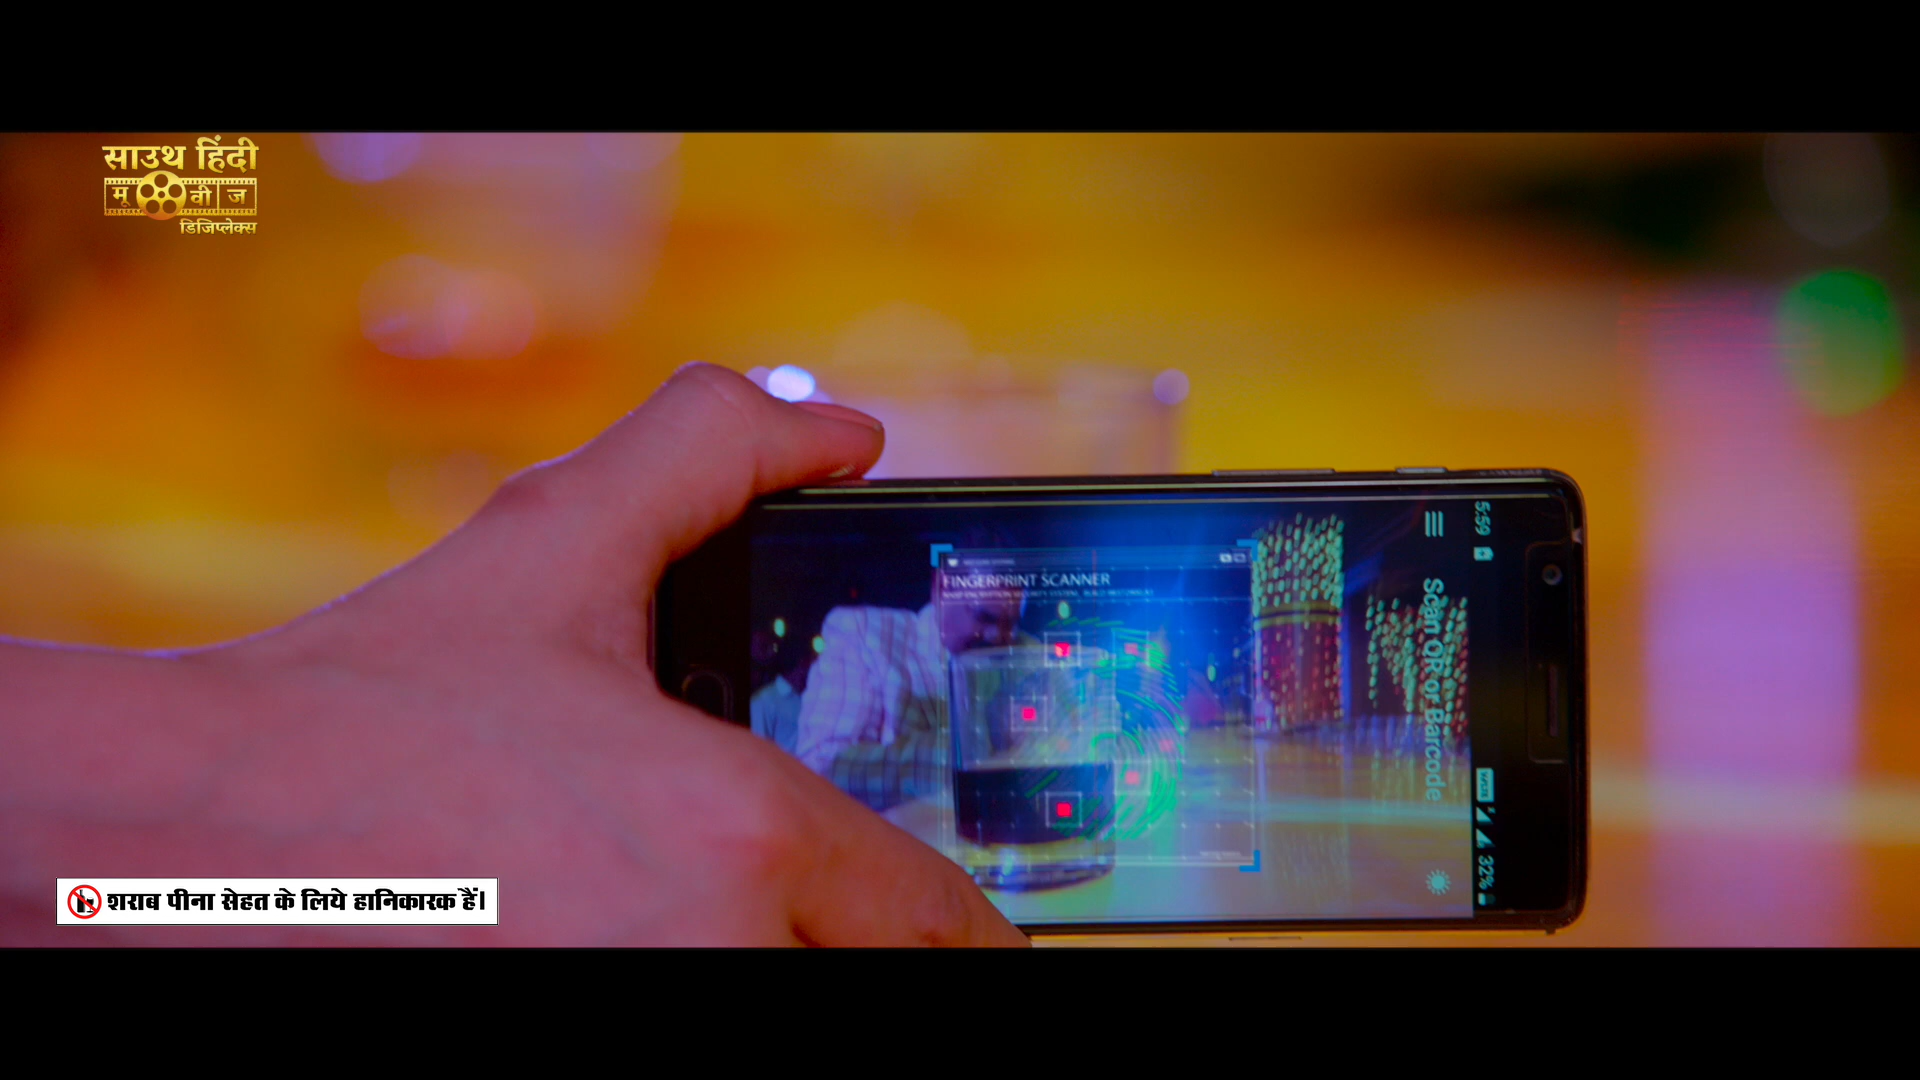 साउथ हिंदी
मूवीज
डिजिप्लेक्स
FINGERPRINT SCANNER
5:59
Scan QR or Barcode
32%
शराब पीना सेहत के लिये हानिकारक हैं।